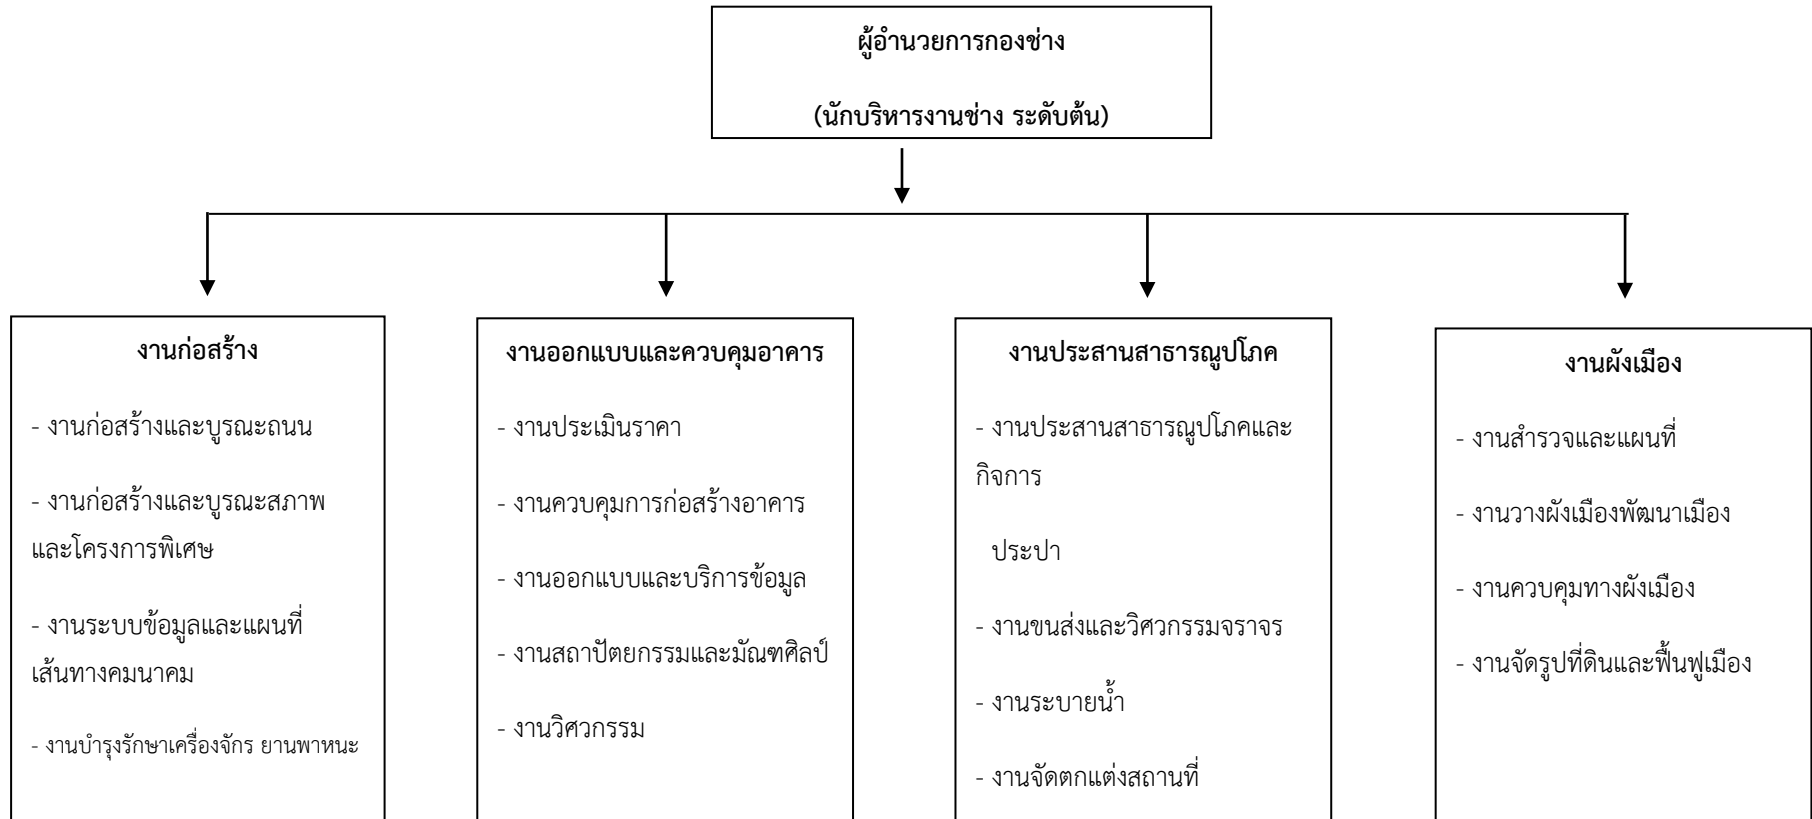 ผู้อำนวยการกองช่าง
(นักบริหารงานช่าง ระดับต้น)
งานก่อสร้าง
- งานก่อสร้างและบูรณะถนน
- งานก่อสร้างและบูรณะสภาพ
และโครงการพิเศษ
- งานระบบข้อมูลและแผนที่
เส้นทางคมนาคม
- งานบำรุงรักษาเครื่องจักร ยานพาหนะ
งานออกแบบและควบคุมอาคาร
- งานประเมินราคา
- งานควบคุมการก่อสร้างอาคาร
- งานออกแบบและบริการข้อมูล
- งานสถาปัตยกรรมและมัณฑศิลป์
- งานวิศวกรรม
งานประสานสาธารณูปโภค
- งานประสานสาธารณูปโภคและ
กิจการ
ประปา
- งานขนส่งและวิศวกรรมจราจร
- งานระบายน้ำ
- งานจัดตกแต่งสถานที่
งานผังเมือง
- งานสำรวจและแผนที่
- งานวางผังเมืองพัฒนาเมือง
- งานควบคุมทางผังเมือง
- งานจัดรูปที่ดินและฟื้นฟูเมือง